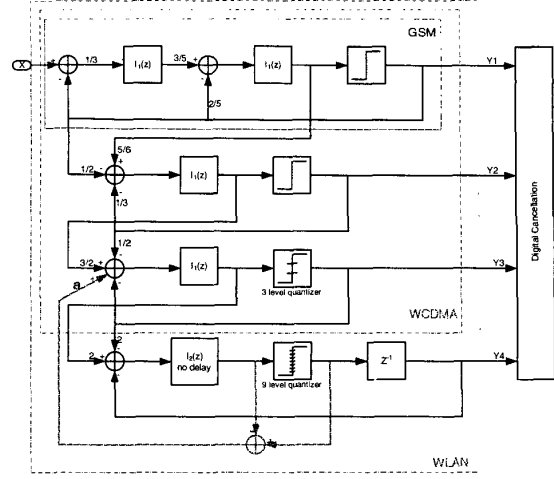 GSM
X
+
1/3
I₁(z)
3/5
+
I₁(z)
Y1
-
-
2/5
5/6
+
1/2
-
I₁(z)
Y2
-
1/3
1/2
-
3/2
+
I₁(z)
Y3
a
1
-
3 level quantizer
WCDMA
2
-
2
+
I₂(z)
no delay
9 level quantizer
Z⁻¹
Y4
-
WLAN
Digital Cancellation